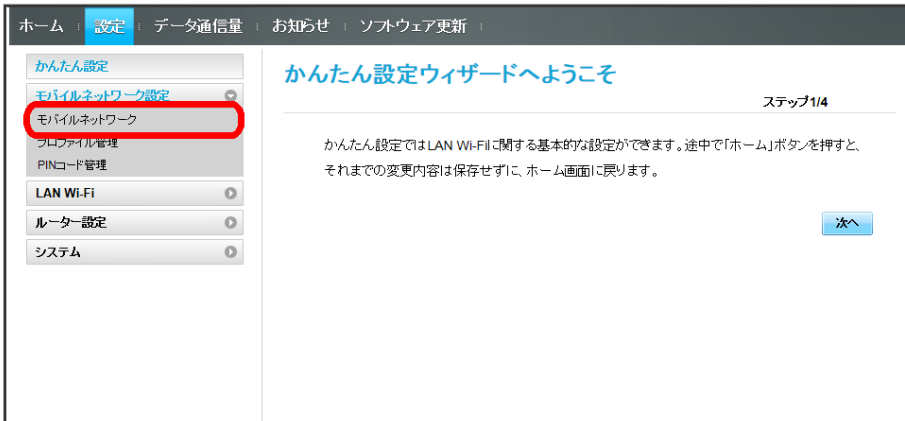 ホーム 設定 データ通信量 お知らせ ソフトウェア更新
かんたん設定
モバイルネットワーク設定
モバイルネットワーク
プロファイル管理
PINコード管理
LAN Wi-Fi
ルーター設定
システム
かんたん設定ウィザードへようこそ
ステップ1/4
かんたん設定ではLAN Wi-Fiに関する基本的な設定ができます。途中で「ホーム」ボタンを押すと、
それまでの変更内容は保存せずに、ホーム画面に戻ります。
次へ